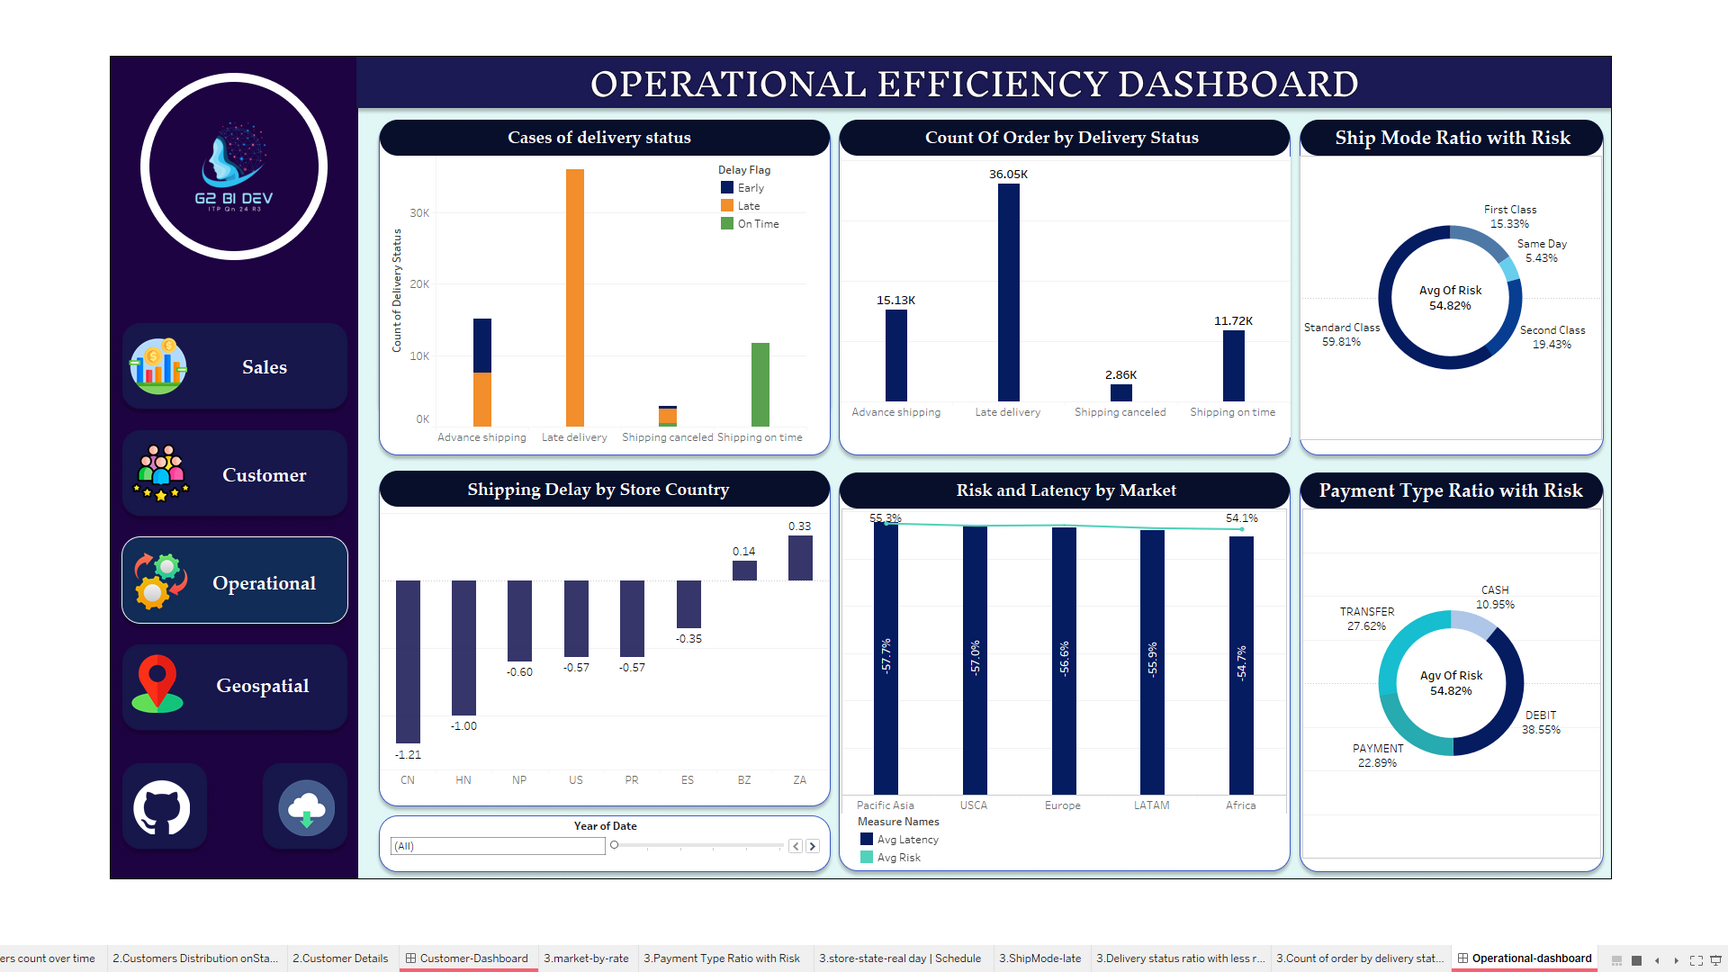 OPERATIONAL EFFICIENCY DASHBOARD
G2 BI DEV
ITP Qn 24 R3
Sales
Customer
Operational
Geospatial
Cases of delivery status
Delay Flag
Early
Late
On Time
Count of Delivery Status
30K
20K
10K
0K
Advance shipping
Late delivery
Shipping canceled
Shipping on time
Count Of Order by Delivery Status
36.05K
15.13K
11.72K
2.86K
Advance shipping
Late delivery
Shipping canceled
Shipping on time
Ship Mode Ratio with Risk
First Class
15.33%
Same Day
5.43%
Avg Of Risk
54.82%
Standard Class
59.81%
Second Class
19.43%
Shipping Delay by Store Country
0.33
0.14
-0.35
-0.60
-0.57
-0.57
-1.00
-1.21
CN
HN
NP
US
PR
ES
BZ
ZA
Year of Date
(All)
Risk and Latency by Market
55.3%
54.1%
-57.7%
-57.0%
-56.6%
-55.9%
-54.7%
Pacific Asia
USCA
Europe
LATAM
Africa
Measure Names
Avg Latency
Avg Risk
Payment Type Ratio with Risk
CASH
10.95%
TRANSFER
27.62%
Agv Of Risk
54.82%
DEBIT
38.55%
PAYMENT
22.89%
ers count over time
2.Customers Distribution onSta...
2.Customer Details
Customer-Dashboard
3.market-by-rate
3.Payment Type Ratio with Risk
3.store-state-real day | Schedule
3.ShipMode-late
3.Delivery status ratio with less r...
3.Count of order by delivery stat...
Operational-dashboard